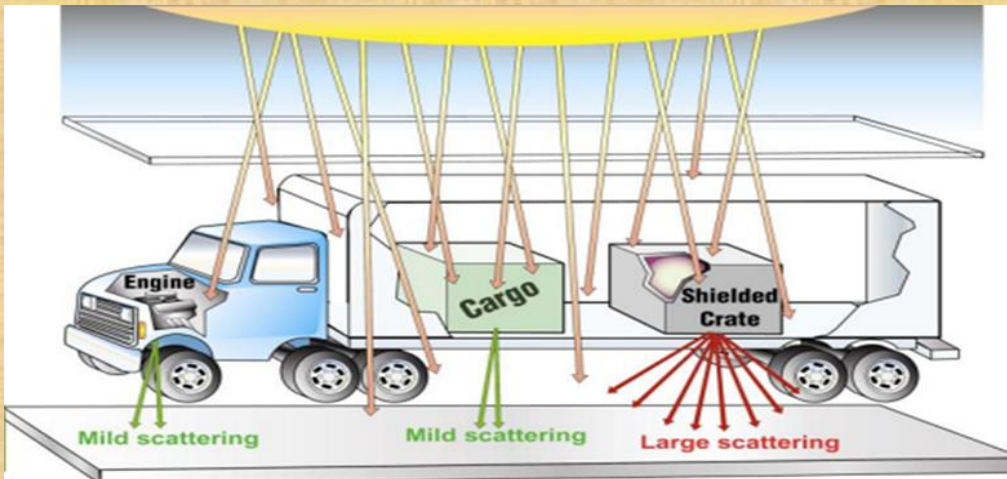 Engine
Cargo
Shielded
Crate
Mild scattering
Mild scattering
Large scattering